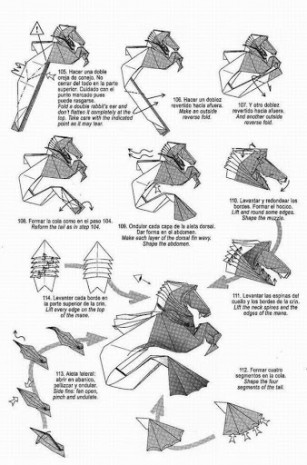 105. Hacer una doble
oreja de conejo. No
cerrar del todo en la parte
superior. Cuidado con el
punto marcado pues
puede rasgarse.
Fold a double rabbit's ear and
don't flatten it completely at the
top. Take care with the indicated
point as it may tear.
106. Hacer un doblez
revertido hacia afuera.
Make an outside
reverse fold.
107. Y otro doblez
revertido hacia afuera.
And another outside
reverse fold.
108. Formar la cola como en el paso 104.
Reform the tail as in step 104.
109. Ondular cada capa de la aleta dorsal.
Dar forma en el abdomen.
Make each layer of the dorsal fin wavy.
Shape the abdomen.
110. Levantar y redondear los
bordes. Formar el hocico.
Lift and round some edges.
Shape the muzzle.
111. Levantar las espinas del
cuello y los bordes de la crin.
Lift the neck spines and the
edges of the mane.
112. Formar cuatro
segmentos en la cola.
Shape the four
segments of the tail.
113. Aleta lateral:
abrir en abanico,
pellizcar y ondular.
Side fins: fan open,
pinch and undulate.
114. Levantar cada borde en
la parte superior de la crin.
Lift every edge on the top
of the mane.